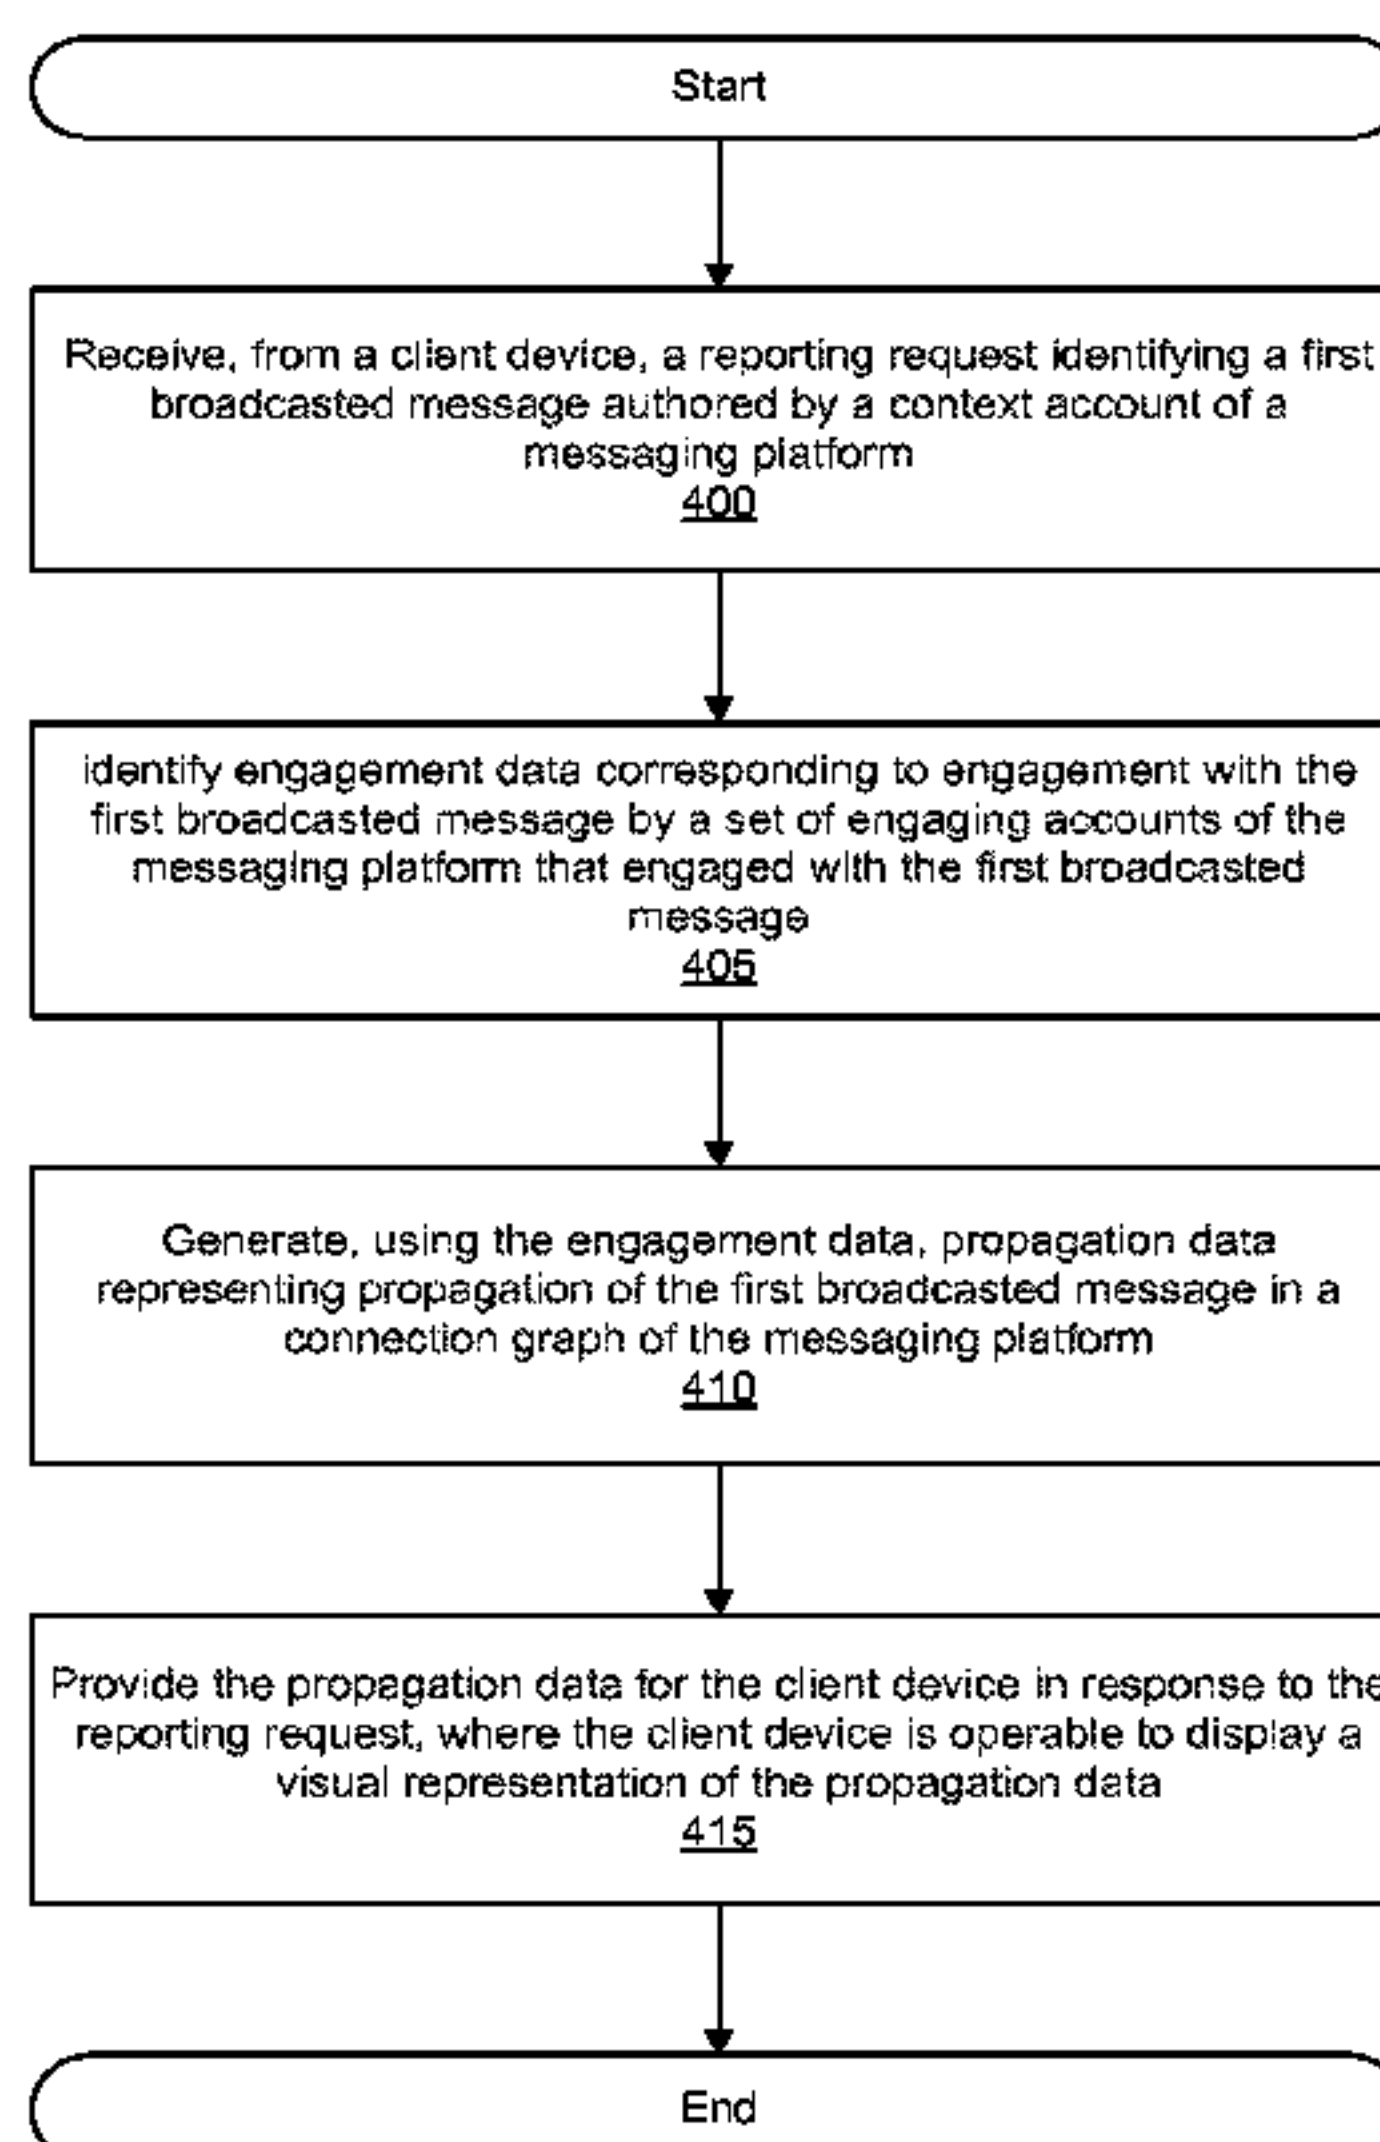 Start
Receive, from a client device, a reporting request identifying a first
broadcasted message authored by a context account of a
messaging platform
400
identify engagement data corresponding to engagement with the
first broadcasted message by a set of engaging accounts of the
messaging platform that engaged with the first broadcasted
message
405
Generate, using the engagement data, propagation data
representing propagation of the first broadcasted message in a
connection graph of the messaging platform
410
Provide the propagation data for the client device in response to the
reporting request, where the client device is operable to display a
visual representation of the propagation data
415
End